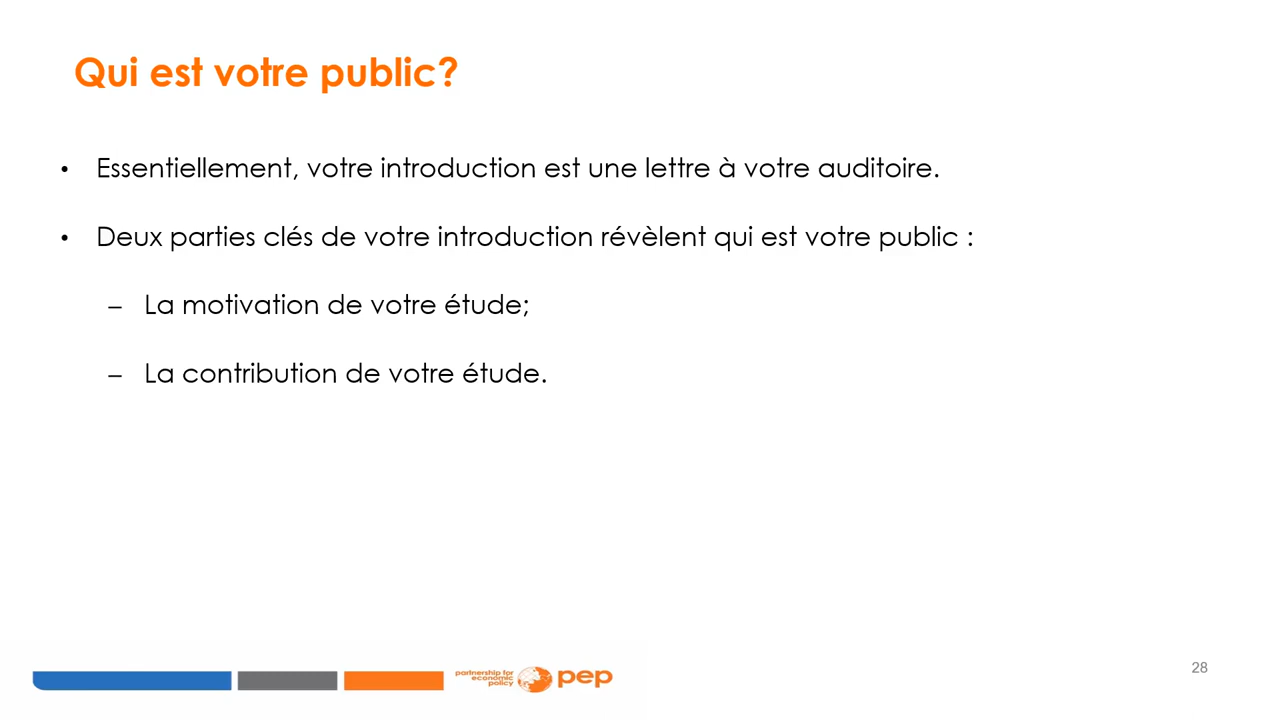 Qui est votre public?
• Essentiellement, votre introduction est une lettre à votre auditoire.
• Deux parties clés de votre introduction révèlent qui est votre public :
– La motivation de votre étude;
– La contribution de votre étude.
partnership for
economic
policy
pep
28